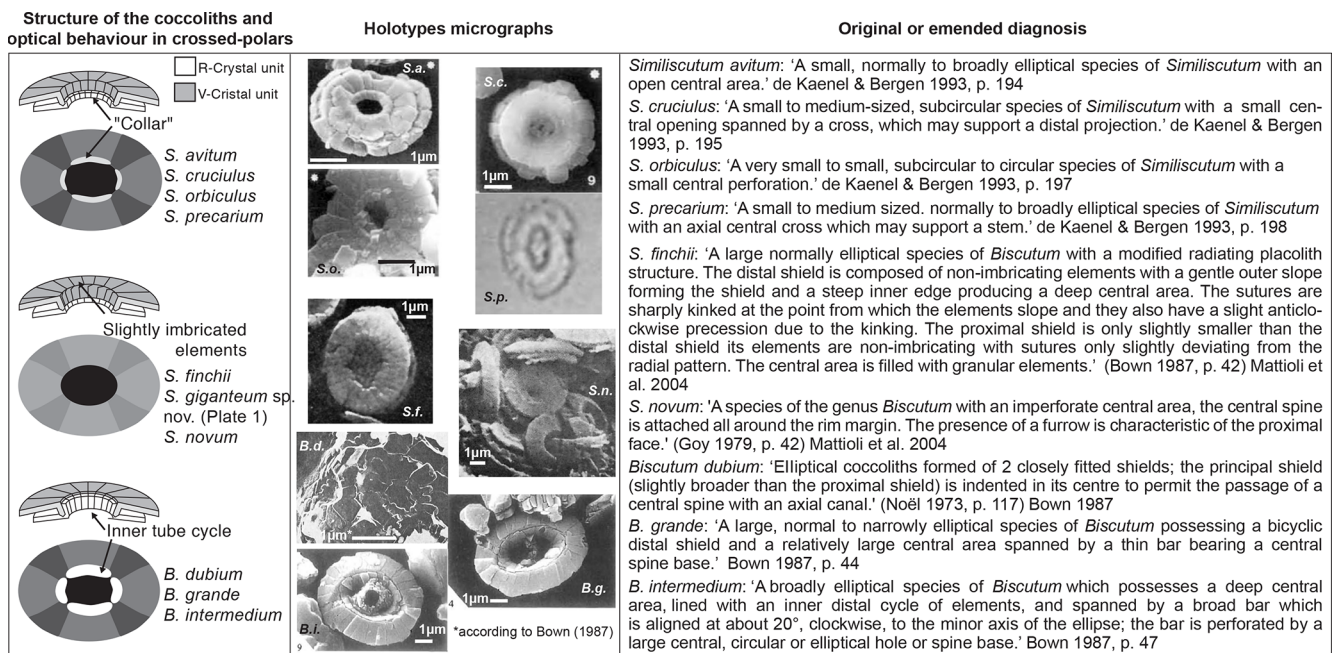 Structure of the coccoliths and
optical behaviour in crossed-polars
Holotypes micrographs
Original or emended diagnosis
R-Crystal unit
V-Cristal unit
"Collar"
S. avitum
S. cruciulus
S. orbiculus
S. precarium
Slightly imbricated
elements
S. finchii
S. giganteum sp.
nov. (Plate 1)
S. novum
Inner tube cycle
B. dubium
B. grande
B. intermedium
S.a.*
1µm
S.c.
*
1µm
9
*
S.o.
1µm
S.p.
1µm
S.f.
S.n.
1µm
B.d.
1µm*
B.g.
1µm
4
B.i.
1µm
9
*according to Bown (1987)
Similiscutum avitum: ‘A small, normally to broadly elliptical species of Similiscutum with an
open central area.’ de Kaenel & Bergen 1993, p. 194
S. cruciulus: ‘A small to medium-sized, subcircular species of Similiscutum with a small cen-
tral opening spanned by a cross, which may support a distal projection.’ de Kaenel & Bergen
1993, p. 195
S. orbiculus: ‘A very small to small, subcircular to circular species of Similiscutum with a
small central perforation.’ de Kaenel & Bergen 1993, p. 197
S. precarium: ‘A small to medium sized. normally to broadly elliptical species of Similiscutum
with an axial central cross which may support a stem.’ de Kaenel & Bergen 1993, p. 198
S. finchii: ‘A large normally elliptical species of Biscutum with a modified radiating placolith
structure. The distal shield is composed of non-imbricating elements with a gentle outer slope
forming the shield and a steep inner edge producing a deep central area. The sutures are
sharply kinked at the point from which the elements slope and they also have a slight anticlo-
ckwise precession due to the kinking. The proximal shield is only slightly smaller than the
distal shield its elements are non-imbricating with sutures only slightly deviating from the
radial pattern. The central area is filled with granular elements.’ (Bown 1987, p. 42) Mattioli et
al. 2004
S. novum: 'A species of the genus Biscutum with an imperforate central area, the central spine
is attached all around the rim margin. The presence of a furrow is characteristic of the proximal
face.' (Goy 1979, p. 42) Mattioli et al. 2004
Biscutum dubium: ‘Elliptical coccoliths formed of 2 closely fitted shields; the principal shield
(slightly broader than the proximal shield) is indented in its centre to permit the passage of a
central spine with an axial canal.' (Noël 1973, p. 117) Bown 1987
B. grande: ‘A large, normal to narrowly elliptical species of Biscutum possessing a bicyclic
distal shield and a relatively large central area spanned by a thin bar bearing a central
spine base.’ Bown 1987, p. 44
B. intermedium: ‘A broadly elliptical species of Biscutum which possesses a deep central
area, lined with an inner distal cycle of elements, and spanned by a broad bar which
is aligned at about 20°, clockwise, to the minor axis of the ellipse; the bar is perforated by a
large central, circular or elliptical hole or spine base.’ Bown 1987, p. 47